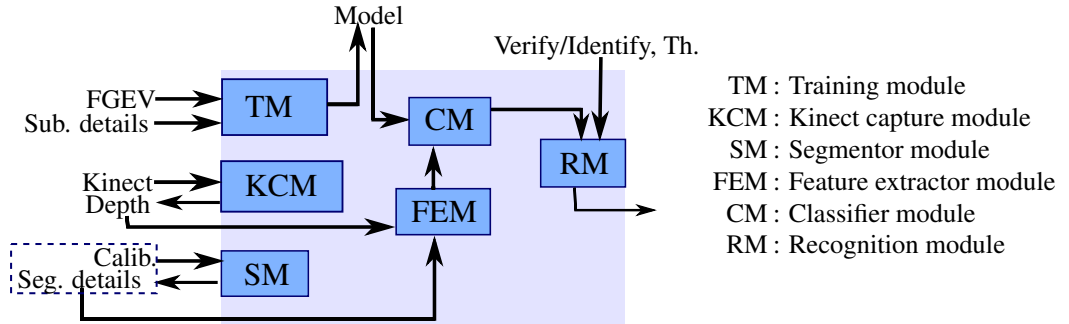 Model
Verify/Identify, Th.
FGEV
Sub. details
TM
CM
RM
Kinect
Depth
KCM
FEM
Calib.
Seg. details
SM
TM : Training module
KCM : Kinect capture module
SM : Segmentor module
FEM : Feature extractor module
CM : Classifier module
RM : Recognition module